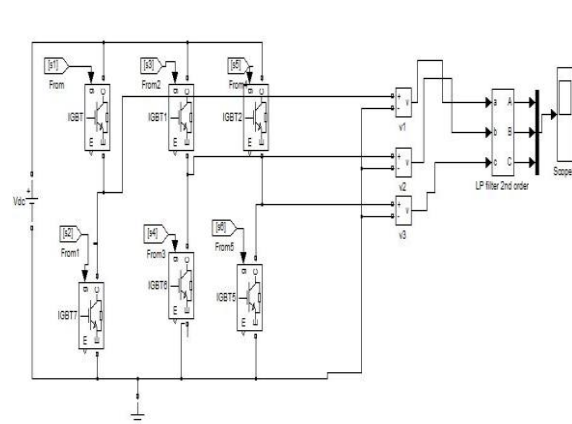 [s1]
[s3]
[s5]
From
From2
From4
IGBT
IGBT1
IGBT2
g
C
E
g
C
E
g
C
E
+
-
v
v1
+
-
v
v2
+
-
v
v3
a
b
c
A
B
C
LP filter 2nd order
Scope
Vdc
+
[s2]
[s4]
[s6]
From1
From3
From5
IGBT7
IGBT6
IGBT5
g
C
E
g
C
E
g
C
E